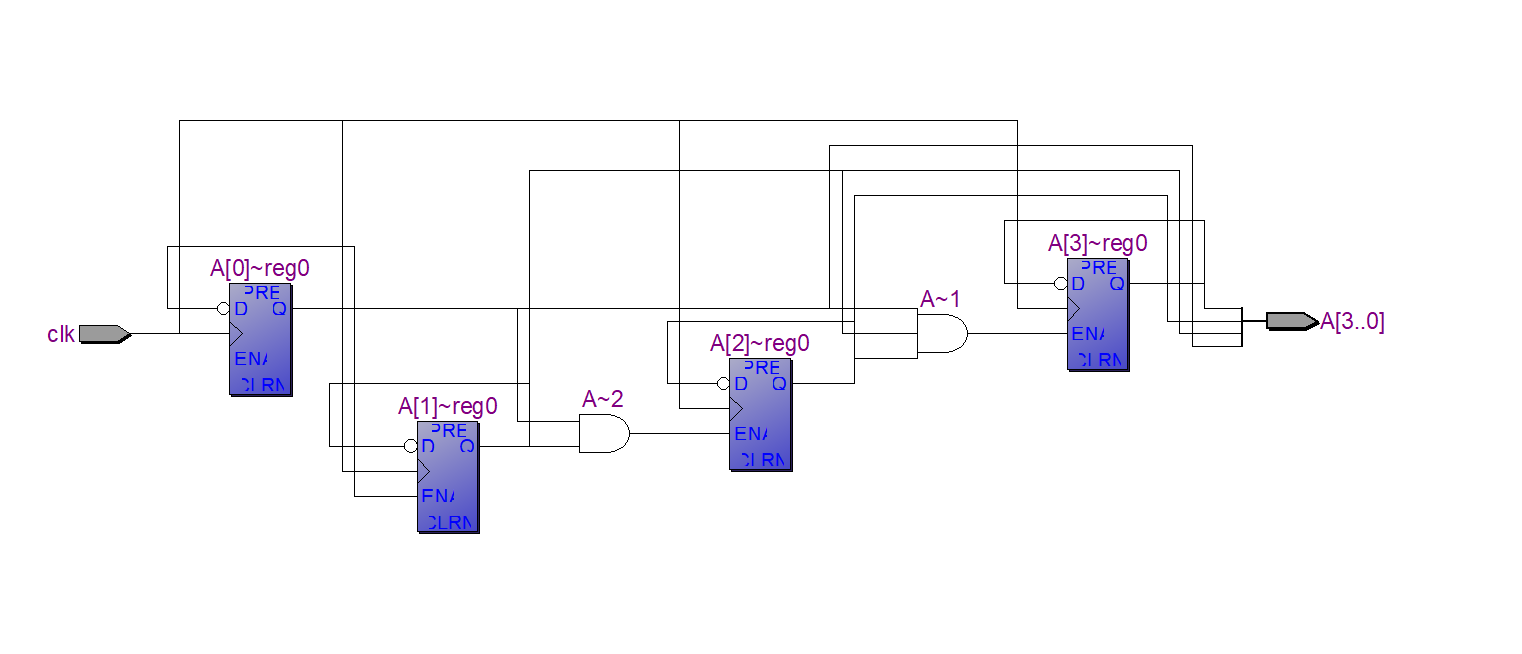 clk
A[0]~reg0
PRE
D
Q
ENA
CLRN
A[1]~reg0
PRE
D
Q
ENA
CLRN
A~2
A[2]~reg0
PRE
D
Q
ENA
CLRN
A~1
A[3]~reg0
PRE
D
Q
ENA
CLRN
A[3..0]